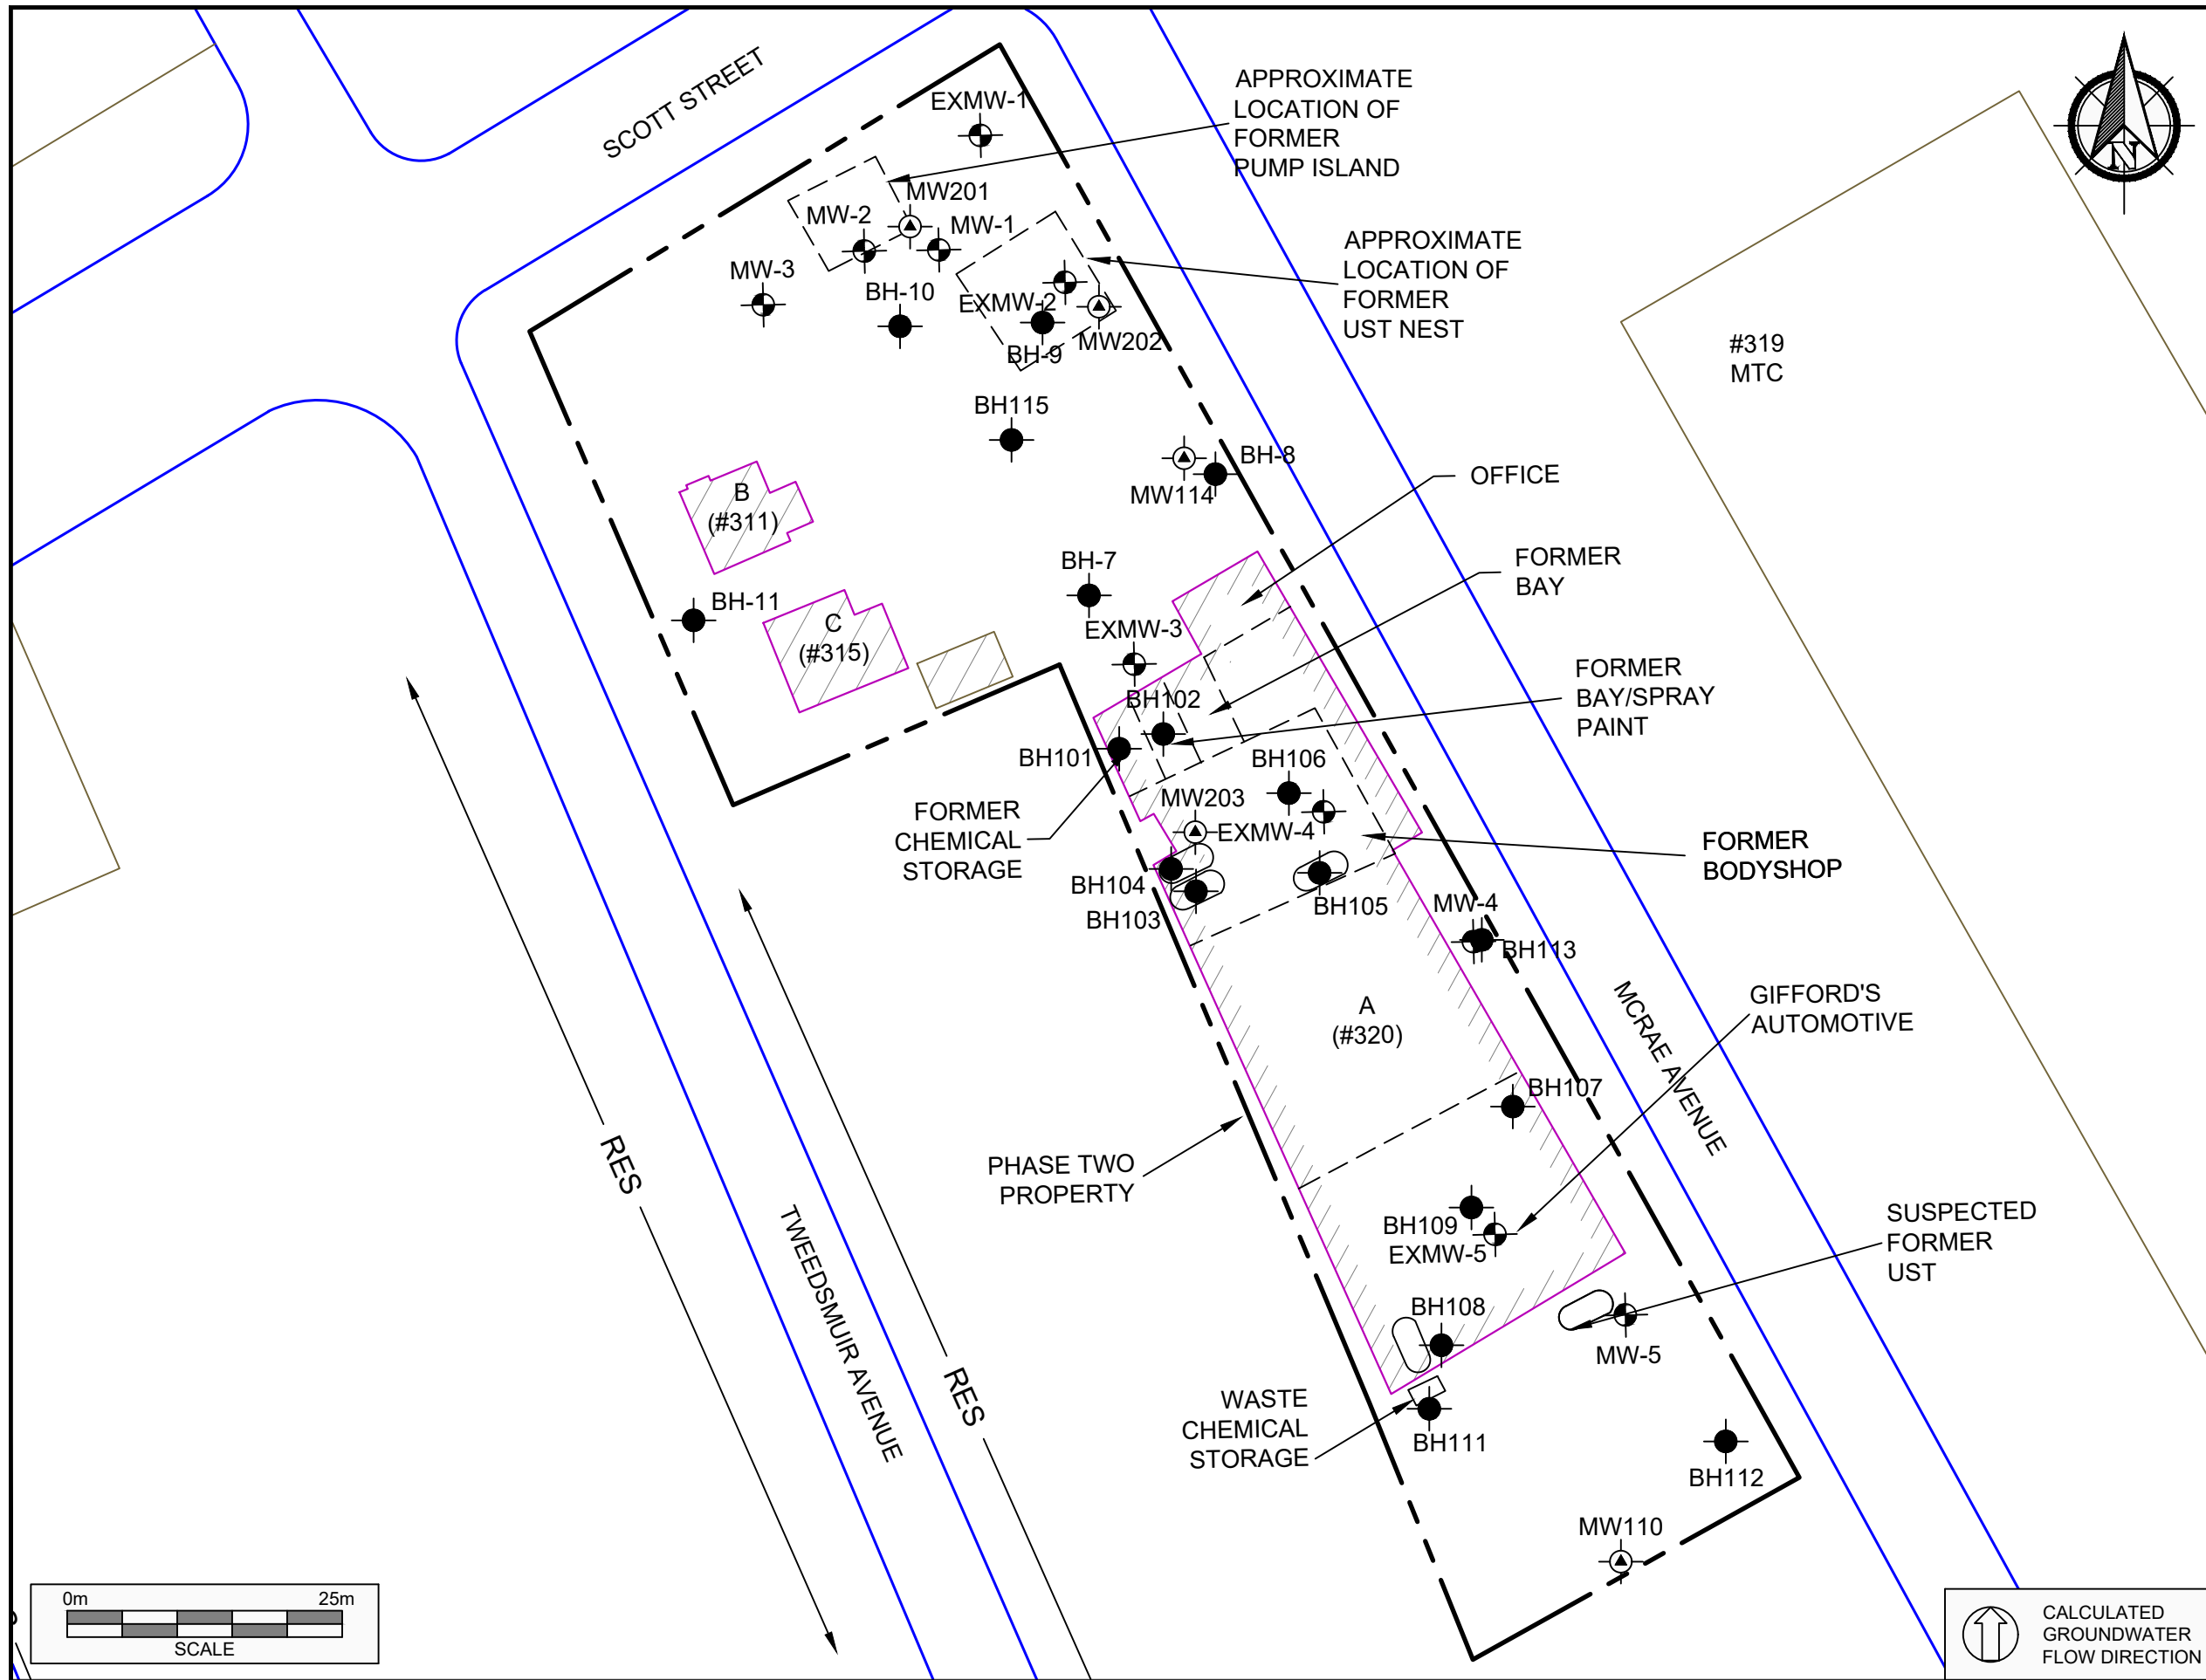 SCOTT STREET
EXMW-1
APPROXIMATE
LOCATION OF
FORMER
PUMP ISLAND
N
MW201
MW-2
MW-1
MW-3
BH-10
EXMW-2
BH-9
MW202
APPROXIMATE
LOCATION OF
FORMER
UST NEST
#319
MTC
BH115
BH-8
MW114
OFFICE
B
(#311)
BH-7
FORMER
BAY
BH-11
C
(#315)
EXMW-3
BH102
FORMER
BAY/SPRAY
PAINT
BH101
BH106
FORMER
CHEMICAL
STORAGE
MW203
EXMW-4
FORMER
BODYSHOP
BH104
BH103
BH105
MW-4
BH113
A
(#320)
GIFFORD'S
AUTOMOTIVE
MCRAE AVENUE
BH107
PHASE TWO
PROPERTY
RES
TWEEDSMUIR AVENUE
RES
BH109
EXMW-5
SUSPECTED
FORMER
UST
BH108
MW-5
WASTE
CHEMICAL
STORAGE
BH111
BH112
MW110
0m 25m
SCALE
CALCULATED
GROUNDWATER
FLOW DIRECTION